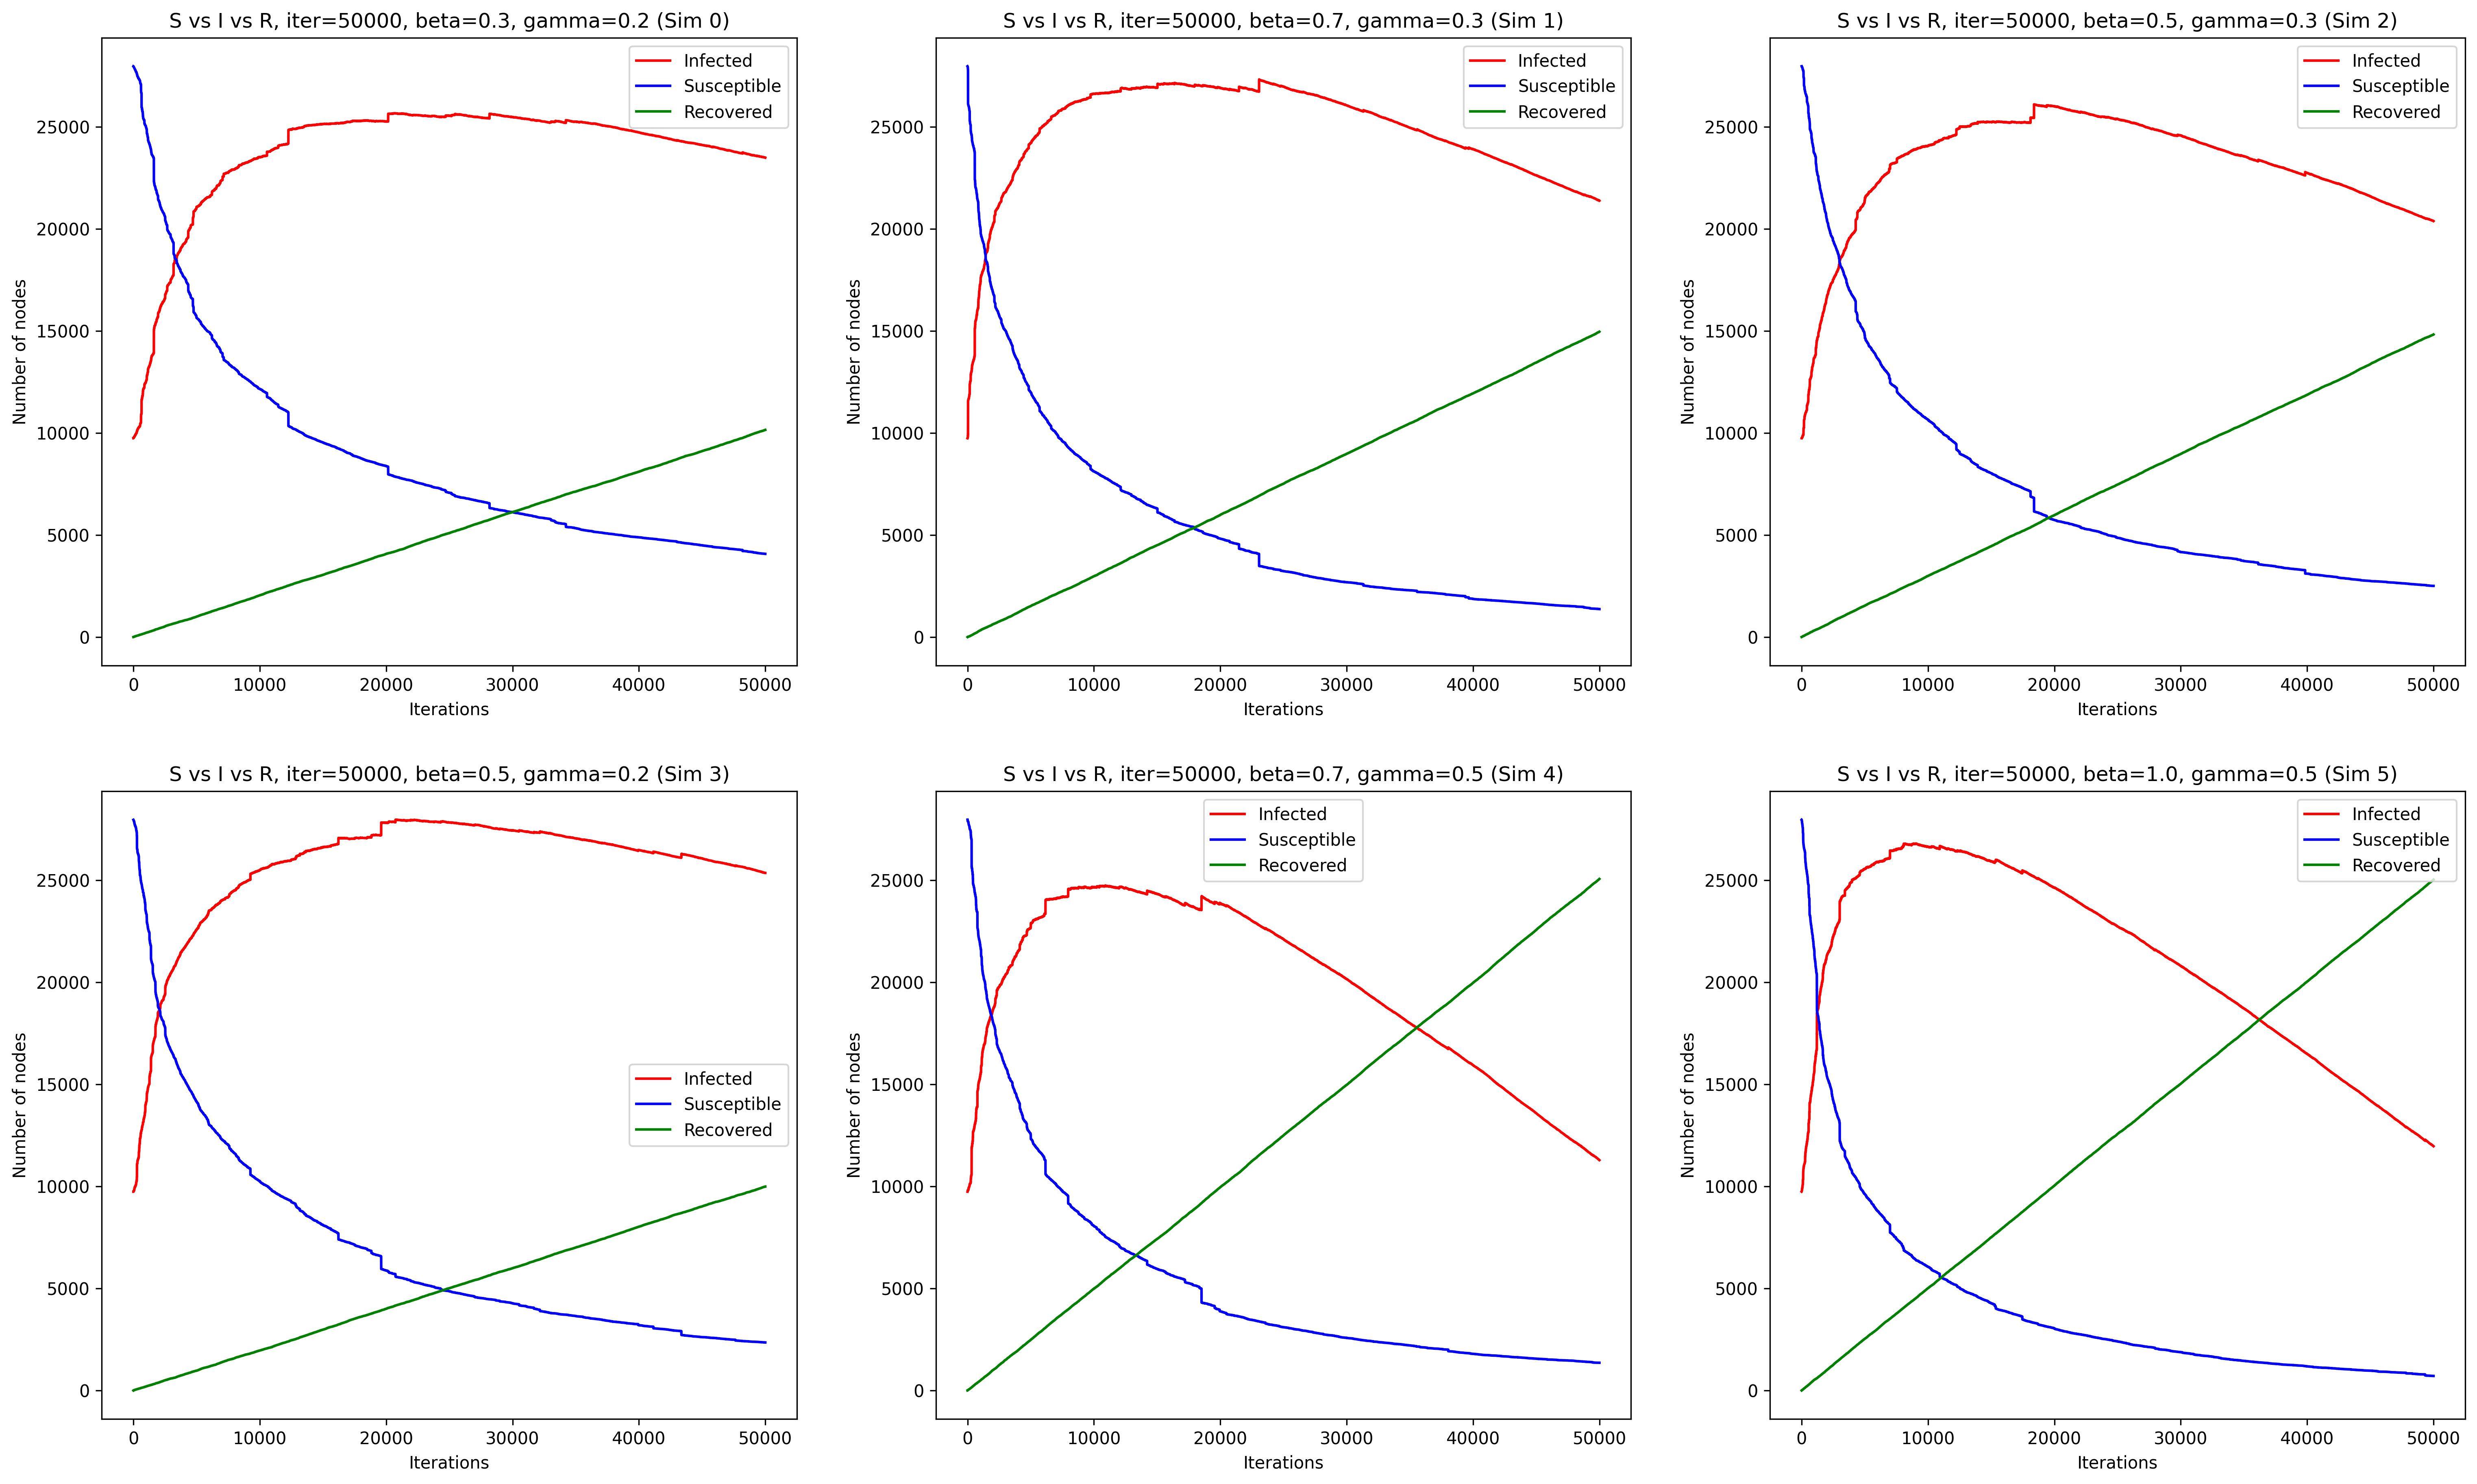 S vs I vs R, iter=50000, beta=0.3, gamma=0.2 (Sim 0)
Infected
Susceptible
Recovered
25000
20000
15000
10000
5000
0
Number of nodes
0 10000 20000 30000 40000 50000
Iterations
S vs I vs R, iter=50000, beta=0.7, gamma=0.3 (Sim 1)
Infected
Susceptible
Recovered
25000
20000
15000
10000
5000
0
Number of nodes
0 10000 20000 30000 40000 50000
Iterations
S vs I vs R, iter=50000, beta=0.5, gamma=0.3 (Sim 2)
Infected
Susceptible
Recovered
25000
20000
15000
10000
5000
0
Number of nodes
0 10000 20000 30000 40000 50000
Iterations
S vs I vs R, iter=50000, beta=0.5, gamma=0.2 (Sim 3)
Infected
Susceptible
Recovered
25000
20000
15000
10000
5000
0
Number of nodes
0 10000 20000 30000 40000 50000
Iterations
S vs I vs R, iter=50000, beta=0.7, gamma=0.5 (Sim 4)
Infected
Susceptible
Recovered
25000
20000
15000
10000
5000
0
Number of nodes
0 10000 20000 30000 40000 50000
Iterations
S vs I vs R, iter=50000, beta=1.0, gamma=0.5 (Sim 5)
Infected
Susceptible
Recovered
25000
20000
15000
10000
5000
0
Number of nodes
0 10000 20000 30000 40000 50000
Iterations